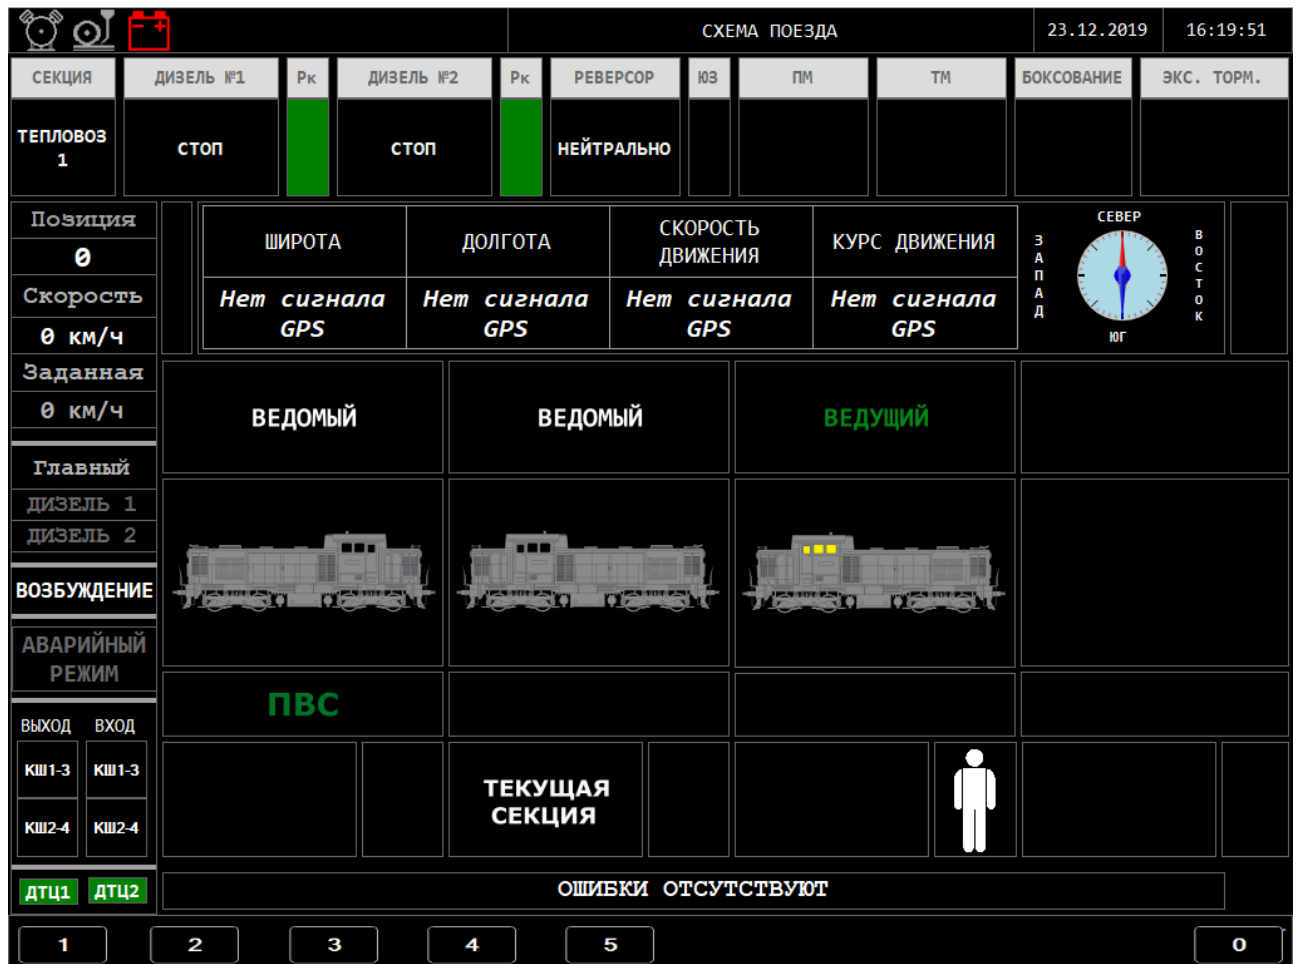 СХЕМА ПОЕЗДА
23.12.2019
16:19:51
СЕКЦИЯ
ДИЗЕЛЬ №1
Рк
ДИЗЕЛЬ №2
Рк
РЕВЕРСОР
ЮЗ
ПМ
ТМ
БОКСОВАНИЕ
ЭКС. ТОРМ.
ТЕПЛОВОЗ
1
СТОП
СТОП
НЕЙТРАЛЬНО
Позиция
0
Скорость
0 км/ч
Заданная
0 км/ч
Главный
ДИЗЕЛЬ 1
ДИЗЕЛЬ 2
ВОЗБУЖДЕНИЕ
АВАРИЙНЫЙ
РЕЖИМ
ВЫХОД
ВХОД
КШ1-3
КШ1-3
КШ2-4
КШ2-4
ДТЦ1
ДТЦ2
ШИРОТА
ДОЛГОТА
СКОРОСТЬ
ДВИЖЕНИЯ
КУРС ДВИЖЕНИЯ
Нет сигнала
GPS
Нет сигнала
GPS
Нет сигнала
GPS
Нет сигнала
GPS
СЕВЕР
ЗАПАД
ВОСТОК
ЮГ
ВЕДОМЫЙ
ВЕДОМЫЙ
ВЕДУЩИЙ
ПВС
ТЕКУЩАЯ
СЕКЦИЯ
ОШИБКИ ОТСУТСТВУЮТ
1
2
3
4
5
0